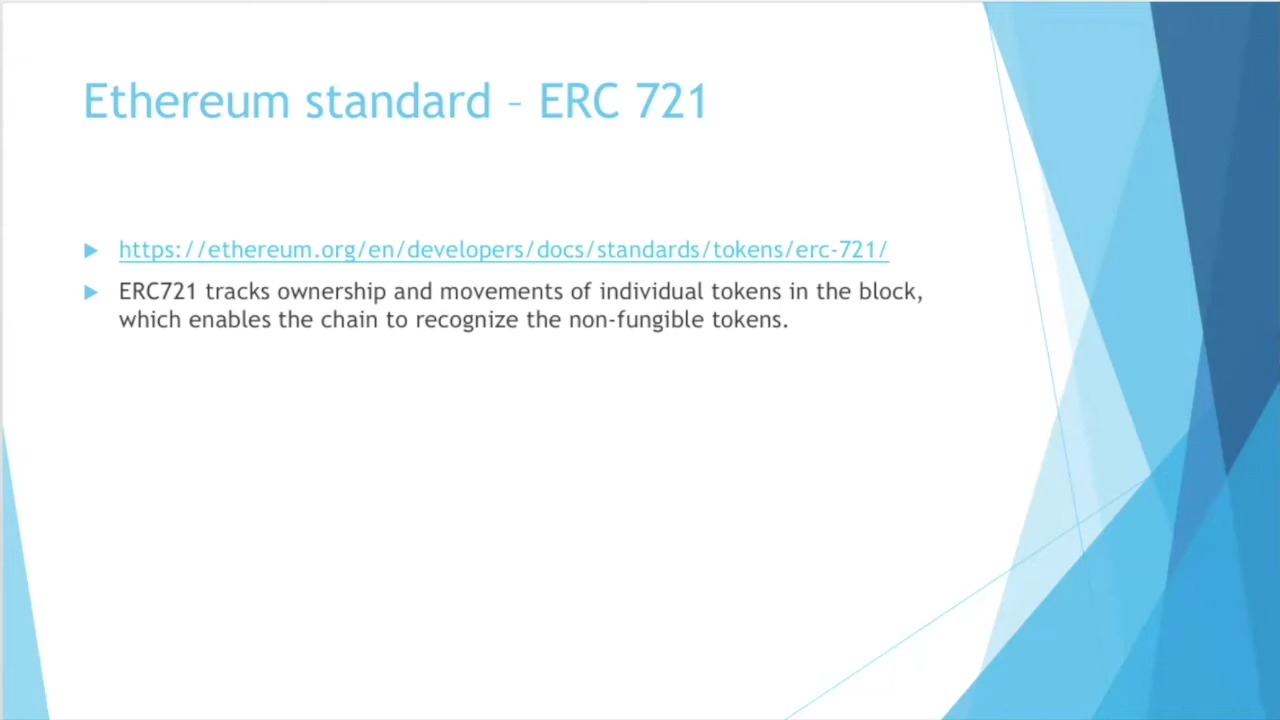 Ethereum standard – ERC 721
https://ethereum.org/en/developers/docs/standards/tokens/erc-721/
ERC721 tracks ownership and movements of individual tokens in the block,
which enables the chain to recognize the non-fungible tokens.